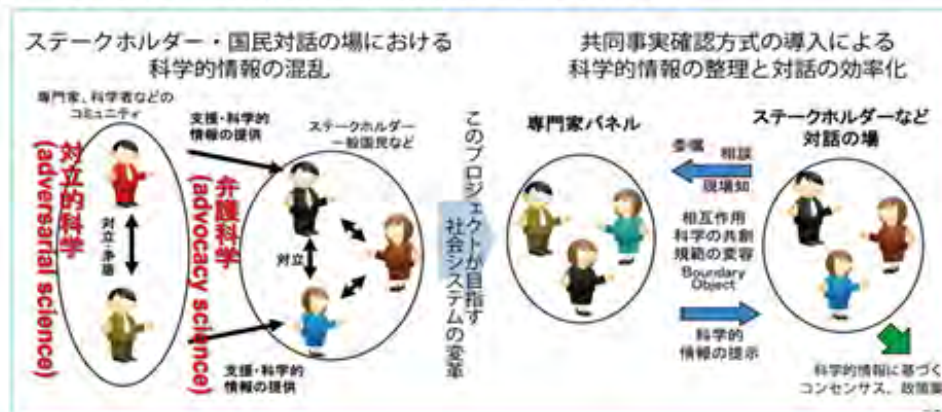 ステークホルダー・国民対話の場における
科学的情報の混乱
専門家、科学者などの
コミュニティ
支援・科学的
情報の提供
ステークホルダー
一般国民など
対立的科学
(adversarial science)
対立・矛盾
弁護科学
(advocacy science)
対立
支援・科学的
情報の提供
このプロジェクトが目指す
社会システムの変革
共同事実確認方式の導入による
科学的情報の整理と対話の効率化
専門家パネル
ステークホルダーなど
対話の場
委嘱
相談
現場知
相互作用
科学の共創
規範の変容
Boundary
Object
科学的
情報の提示
科学的情報に基づく
コンセンサス、政策